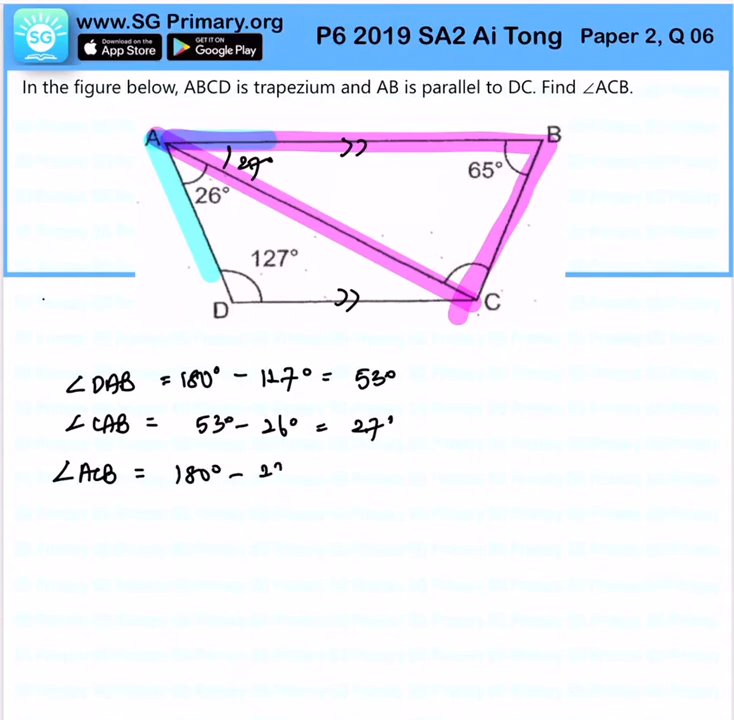 www.SG Primary.org
SG
Download on the
App Store
GET IT ON
Google Play
P6 2019 SA2 Ai Tong Paper 2, Q 06
In the figure below, ABCD is trapezium and AB is parallel to DC. Find ∠ACB.
A
B
27°
65°
26°
127°
D
C
∠DAB = 180° - 127° = 53°
∠CAB = 53° - 26° = 27°
∠ACB = 180° - 2